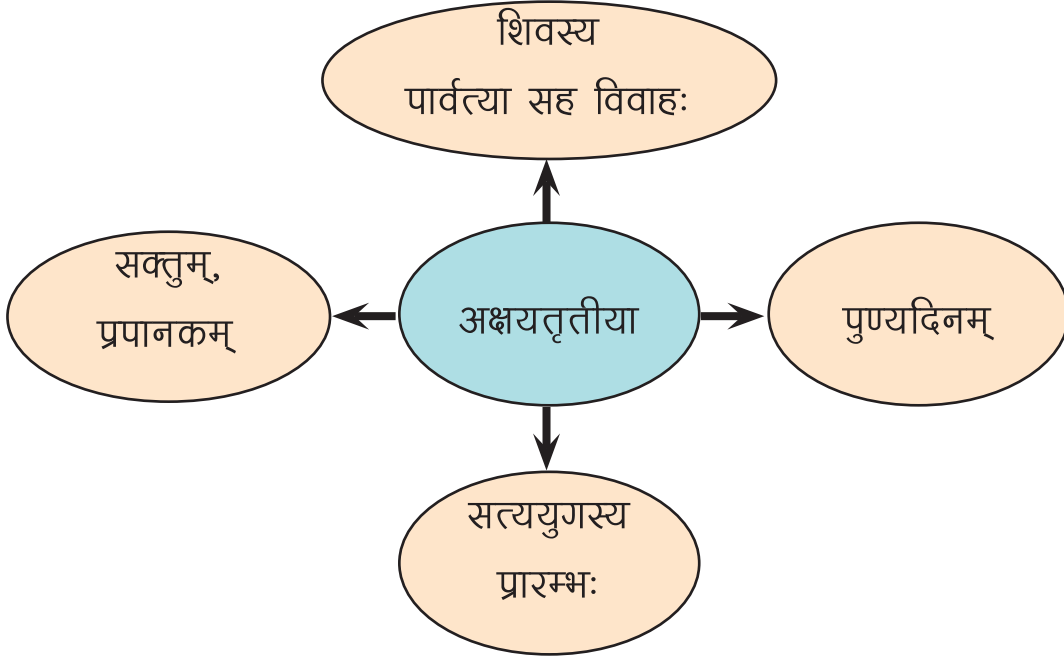 शिवस्य
पार्वत्या सह विवाहः
सक्तुम्,
प्रपानकम्
अक्षयतृतीया
पुण्यदिनम्
सत्ययुगस्य
प्रारम्भः